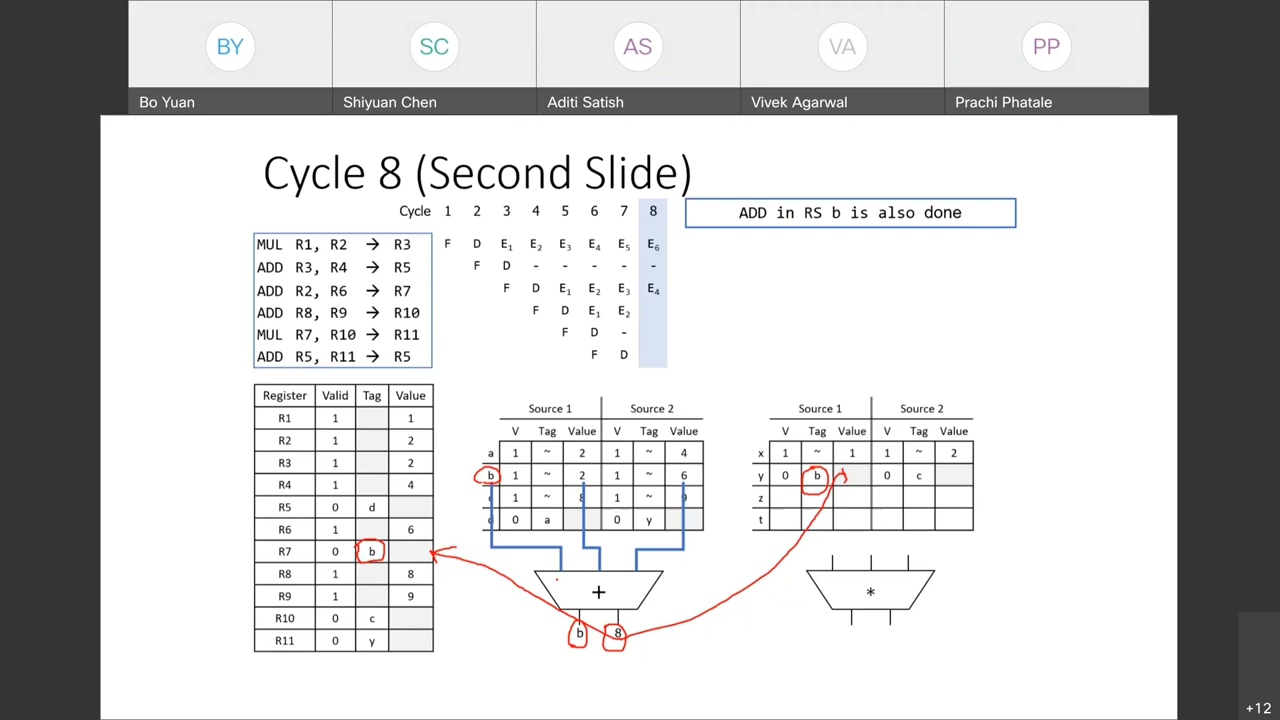 BY SC AS VA PP
Bo Yuan Shiyuan Chen Aditi Satish Vivek Agarwal Prachi Phatale
Cycle 8 (Second Slide)
Cycle 1 2 3 4 5 6 7 8
ADD in RS b is also done
MUL R1, R2 → R3 F D E₁ E₂ E₃ E₄ E₅ E₆
ADD R3, R4 → R5 F D - - - - -
ADD R2, R6 → R7 F D E₁ E₂ E₃ E₄
ADD R8, R9 → R10 F D E₁ E₂
MUL R7, R10 → R11 F D -
ADD R5, R11 → R5 F D
Register Valid Tag Value
R1 1 1
R2 1 2
R3 1 2
R4 1 4
R5 0 d
R6 1 6
R7 0 b
R8 1 8
R9 1 9
R10 0 c
R11 0 y
Source 1 Source 2
V Tag Value V Tag Value
a 1 ~ 2 1 ~ 4
b 1 ~ 2 1 ~ 6
c 1 ~ 8 1 ~ 9
d 0 a 0 y
+
b 8
Source 1 Source 2
V Tag Value V Tag Value
x 1 ~ 1 1 ~ 2
y 0 b 0 c
z
t
*
+12